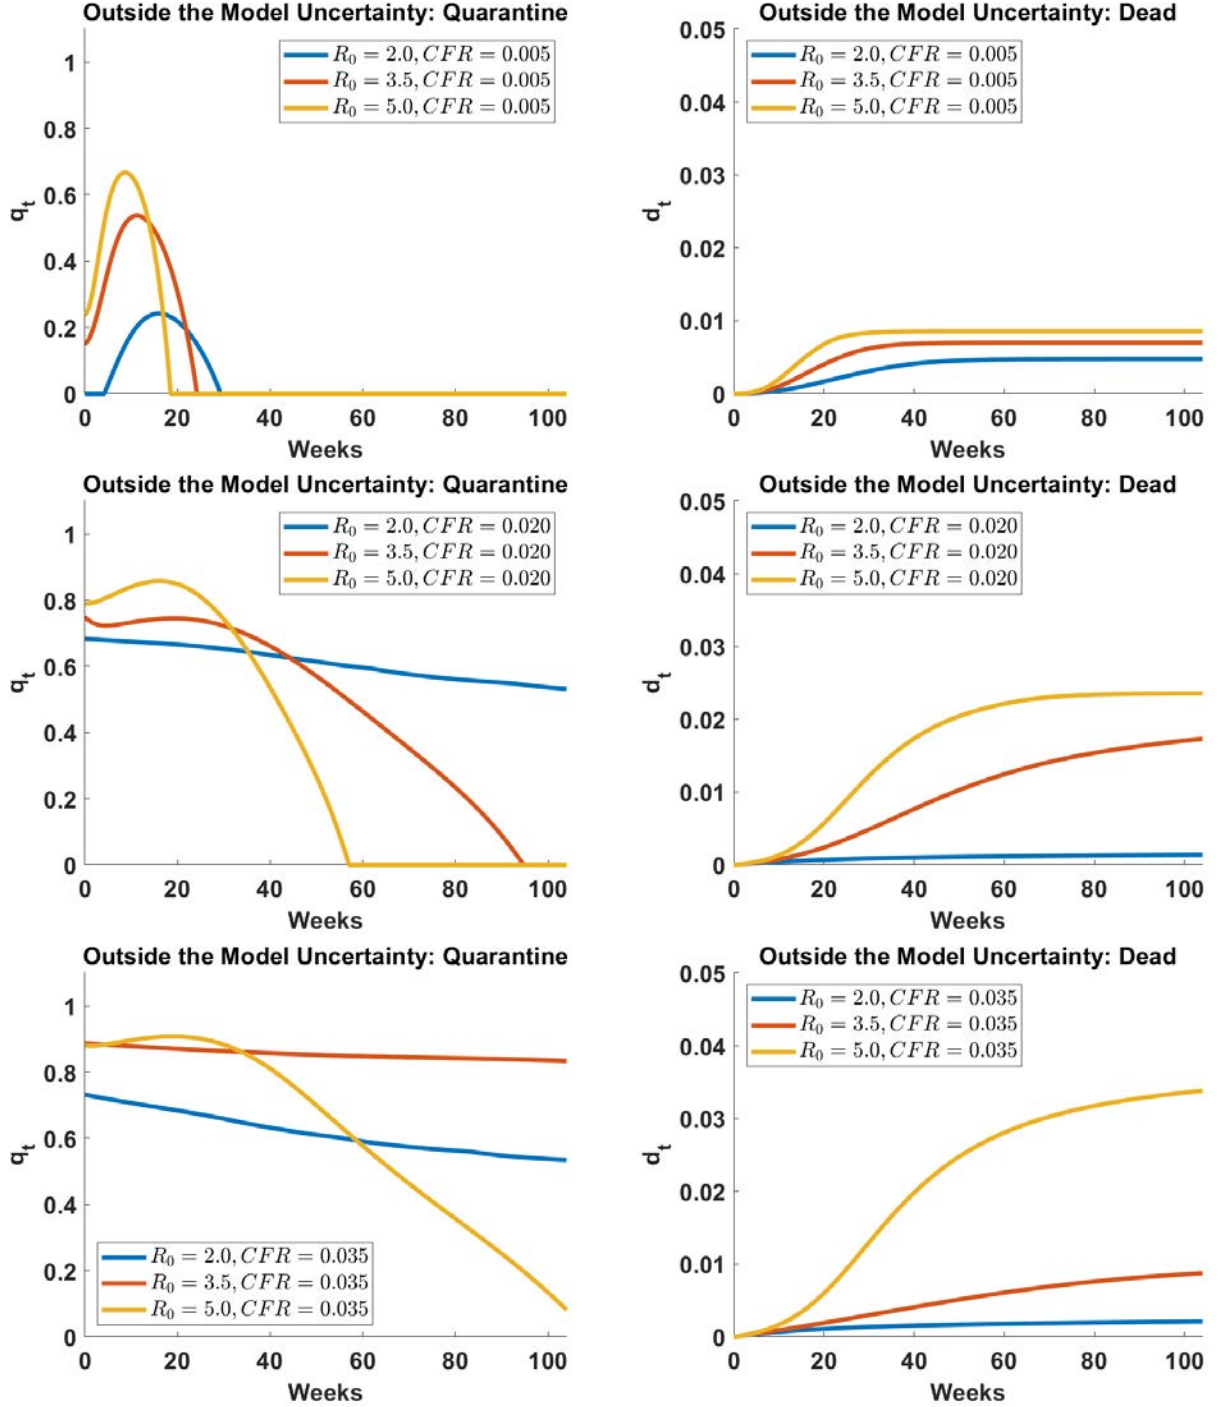 Outside the Model Uncertainty: Quarantine
R₀ = 2.0, CFR = 0.005
R₀ = 3.5, CFR = 0.005
R₀ = 5.0, CFR = 0.005
1
0.8
0.6
0.4
0.2
0
qₜ
0 20 40 60 80 100
Weeks
Outside the Model Uncertainty: Dead
R₀ = 2.0, CFR = 0.005
R₀ = 3.5, CFR = 0.005
R₀ = 5.0, CFR = 0.005
0.05
0.04
0.03
0.02
0.01
0
dₜ
0 20 40 60 80 100
Weeks
Outside the Model Uncertainty: Quarantine
R₀ = 2.0, CFR = 0.020
R₀ = 3.5, CFR = 0.020
R₀ = 5.0, CFR = 0.020
1
0.8
0.6
0.4
0.2
0
qₜ
0 20 40 60 80 100
Weeks
Outside the Model Uncertainty: Dead
R₀ = 2.0, CFR = 0.020
R₀ = 3.5, CFR = 0.020
R₀ = 5.0, CFR = 0.020
0.05
0.04
0.03
0.02
0.01
0
dₜ
0 20 40 60 80 100
Weeks
Outside the Model Uncertainty: Quarantine
1
0.8
0.6
0.4
0.2
0
qₜ
R₀ = 2.0, CFR = 0.035
R₀ = 3.5, CFR = 0.035
R₀ = 5.0, CFR = 0.035
0 20 40 60 80 100
Weeks
Outside the Model Uncertainty: Dead
R₀ = 2.0, CFR = 0.035
R₀ = 3.5, CFR = 0.035
R₀ = 5.0, CFR = 0.035
0.05
0.04
0.03
0.02
0.01
0
dₜ
0 20 40 60 80 100
Weeks